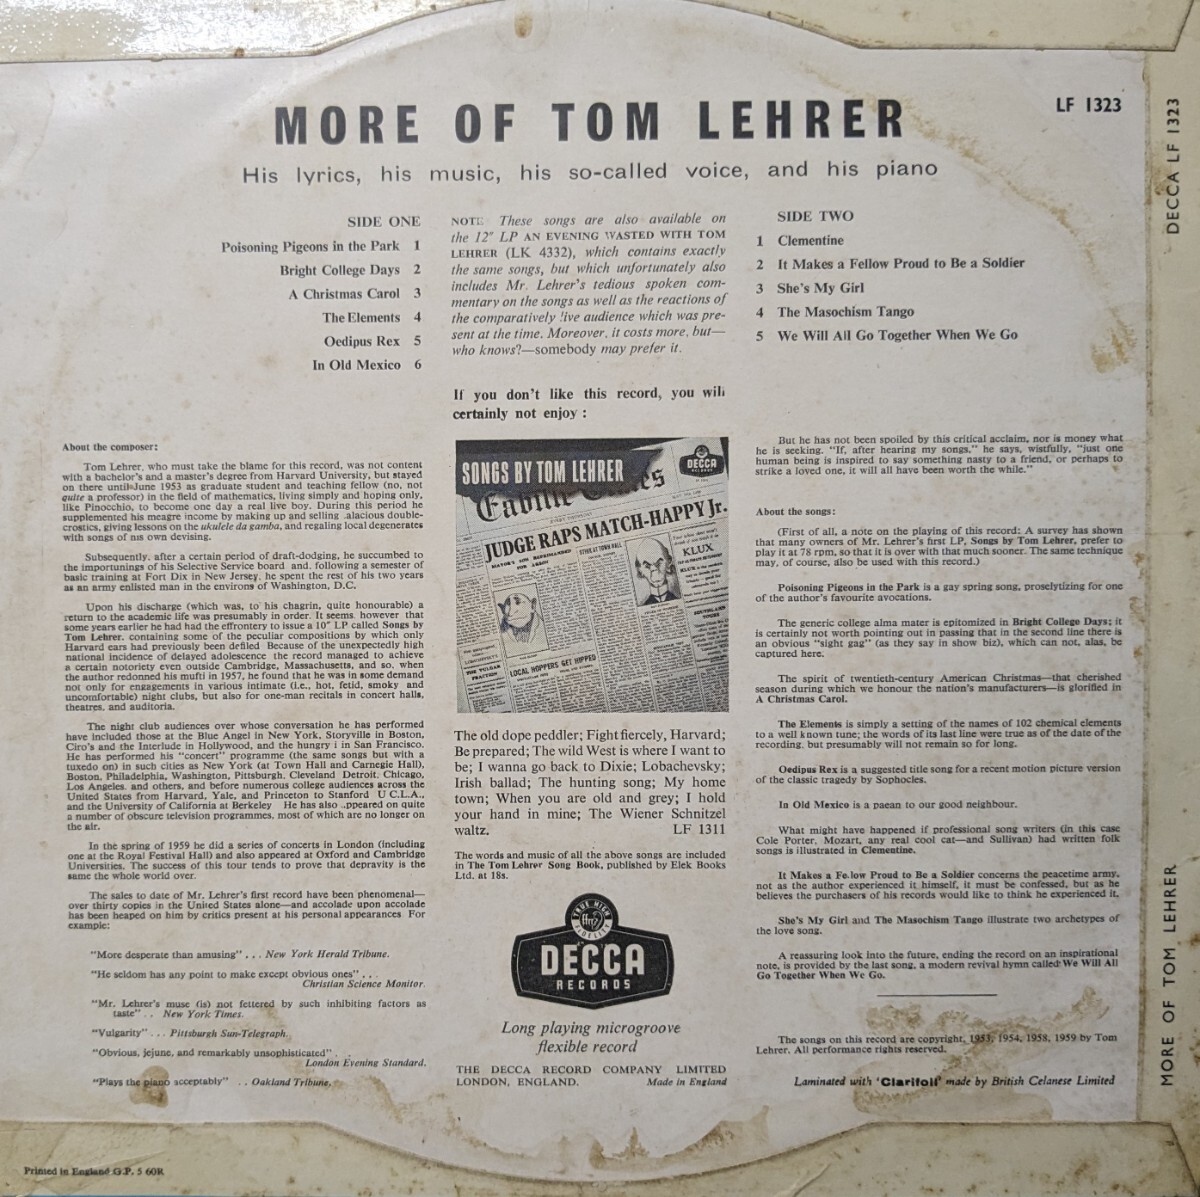 MORE OF TOM LEHRER
LF 1323
His lyrics, his music, his so-called voice, and his piano
SIDE ONE
Poisoning Pigeons in the Park 1
Bright College Days 2
A Christmas Carol 3
The Elements 4
Oedipus Rex 5
In Old Mexico 6
NOTE These songs are also available on
the 12" LP AN EVENING WASTED WITH TOM
LEHRER (LK 4332), which contains exactly
the same songs, but which unfortunately also
includes Mr. Lehrer's tedious spoken com-
mentary on the songs as well as the reactions of
the comparatively live audience which was pre-
sent at the time. Moreover, it costs more, but—
who knows?—somebody may prefer it.
SIDE TWO
1 Clementine
2 It Makes a Fellow Proud to Be a Soldier
3 She's My Girl
4 The Masochism Tango
5 We Will All Go Together When We Go
About the composer:
Tom Lehrer, who must take the blame for this record, was not content
with a bachelor's and a master's degree from Harvard University, but stayed
on there until June 1953 as graduate student and teaching fellow (no, not
quite a professor) in the field of mathematics, living simply and hoping only,
like Pinocchio, to become one day a real live boy. During this period he
supplemented his meagre income by making up and selling .alacious double-
crostics, giving lessons on the ukulele da gamba, and regaling local degenerates
with songs of his own devising.
Subsequently, after a certain period of draft-dodging, he succumbed to
the importunings of his Selective Service board and, following a semester of
basic training at Fort Dix in New Jersey, he spent the rest of his two years
as an army enlisted man in the environs of Washington, D.C.
Upon his discharge (which was, to his chagrin, quite honourable) a
return to the academic life was presumably in order. It seems however that
some years earlier he had had the effrontery to issue a 10" LP called Songs by
Tom Lehrer, containing some of the peculiar compositions by which only
Harvard ears had previously been defiled Because of the unexpectedly high
national incidence of delayed adolescence the record managed to achieve
a certain notoriety even outside Cambridge, Massachusetts, and so, when
the author redonned his mufti in 1957, he found that he was in some demand
not only for engagements in various intimate (i.e., hot, fetid, smoky and
uncomfortable) night clubs, but also for one-man recitals in concert halls,
theatres, and auditoria.
The night club audiences over whose conversation he has performed
have included those at the Blue Angel in New York, Storyville in Boston,
Ciro's and the Interlude in Hollywood, and the hungry i in San Francisco.
He has performed his "concert" programme (the same songs but with a
tuxedo on) in such cities as New York (at Town Hall and Carnegie Hall),
Boston, Philadelphia, Washington, Pittsburgh, Cleveland Detroit, Chicago,
Los Angeles, and others, and before numerous college audiences across the
United States from Harvard, Yale, and Princeton to Stanford U C.L.A.,
and the University of California at Berkeley He has also ..ppeared on quite
a number of obscure television programmes, most of which are no longer on
the air.
In the spring of 1959 he did a series of concerts in London (including
one at the Royal Festival Hall) and also appeared at Oxford and Cambridge
Universities. The success of this tour tends to prove that depravity is the
same the whole world over.
The sales to date of Mr. Lehrer's first record have been phenomenal—
over thirty copies in the United States alone—and accolade upon accolade
has been heaped on him by critics present at his personal appearances For
example:
"More desperate than amusing" . . . New York Herald Tribune.
"He seldom has any point to make except obvious ones" . . .
Christian Science Monitor.
"Mr. Lehrer's muse (is) not fettered by such inhibiting factors as
taste" . . New York Times.
"Vulgarity" . . . Pittsburgh Sun-Telegraph.
"Obvious, jejune, and remarkably unsophisticated" . .
London Evening Standard.
"Plays the piano acceptably" . . Oakland Tribune.
If you don't like this record, you will
certainly not enjoy :
SONGS BY TOM LEHRER
DECCA
JUDGE RAPS MATCH-HAPPY Jr.
KLUX
LOCAL HOPPERS GET HIPPED
The old dope peddler; Fight fiercely, Harvard;
Be prepared; The wild West is where I want to
be; I wanna go back to Dixie; Lobachevsky;
Irish ballad; The hunting song; My home
town; When you are old and grey; I hold
your hand in mine; The Wiener Schnitzel
waltz. LF 1311
The words and music of all the above songs are included
in The Tom Lehrer Song Book, published by Elek Books
Ltd. at 18s.
TRUE HIGH
ffrr
FIDELITY
DECCA
RECORDS
Long playing microgroove
flexible record
THE DECCA RECORD COMPANY LIMITED
LONDON, ENGLAND. Made in England
But he has not been spoiled by this critical acclaim, nor is money what
he is seeking. "If, after hearing my songs," he says, wistfully, "just one
human being is inspired to say something nasty to a friend, or perhaps to
strike a loved one, it will all have been worth the while."
About the songs:
(First of all, a note on the playing of this record: A survey has shown
that many owners of Mr. Lehrer's first LP, Songs by Tom Lehrer, prefer to
play it at 78 rpm, so that it is over with that much sooner. The same technique
may, of course, also be used with this record.)
Poisoning Pigeons in the Park is a gay spring song, proselytizing for one
of the author's favourite avocations.
The generic college alma mater is epitomized in Bright College Days; it
is certainly not worth pointing out in passing that in the second line there is
an obvious "sight gag" (as they say in show biz), which can not, alas, be
captured here.
The spirit of twentieth-century American Christmas—that cherished
season during which we honour the nation's manufacturers—is glorified in
A Christmas Carol.
The Elements is simply a setting of the names of 102 chemical elements
to a well known tune; the words of its last line were true as of the date of the
recording, but presumably will not remain so for long.
Oedipus Rex is a suggested title song for a recent motion picture version
of the classic tragedy by Sophocles.
In Old Mexico is a paean to our good neighbour.
What might have happened if professional song writers (in this case
Cole Porter, Mozart, any real cool cat—and Sullivan) had written folk
songs is illustrated in Clementine.
It Makes a Fe.low Proud to Be a Soldier concerns the peacetime army,
not as the author experienced it himself, it must be confessed, but as he
believes the purchasers of his records would like to think he experienced it.
She's My Girl and The Masochism Tango illustrate two archetypes of
the love song.
A reassuring look into the future, ending the record on an inspirational
note, is provided by the last song, a modern revival hymn called We Will All
Go Together When We Go.
The songs on this record are copyright, 1953, 1954, 1958, 1959 by Tom
Lehrer. All performance rights reserved.
Laminated with 'Clarifoil' made by British Celanese Limited
Printed in England G.P. 5 60R
DECCA LF 1323
MORE OF TOM LEHRER